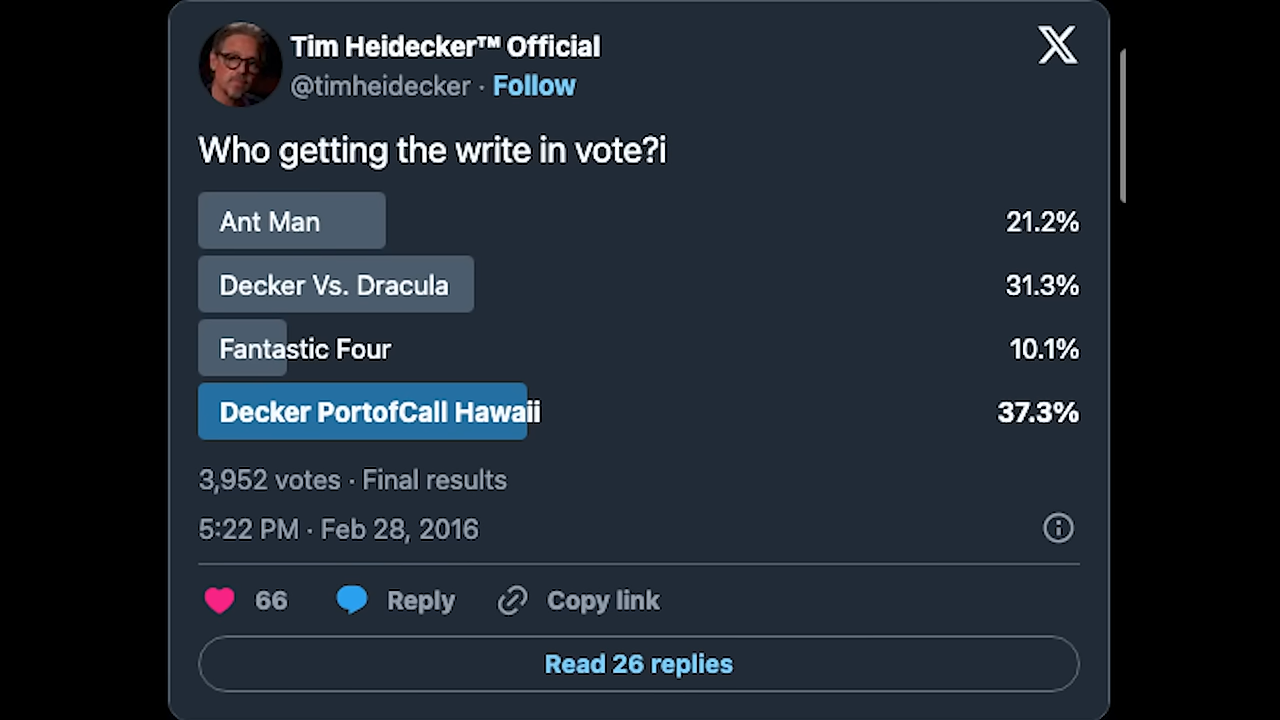 Tim Heidecker™ Official
@timheidecker · Follow
Who getting the write in vote?i
Ant Man 21.2%
Decker Vs. Dracula 31.3%
Fantastic Four 10.1%
Decker PortofCall Hawaii 37.3%
3,952 votes · Final results
5:22 PM · Feb 28, 2016
66 Reply Copy link
Read 26 replies